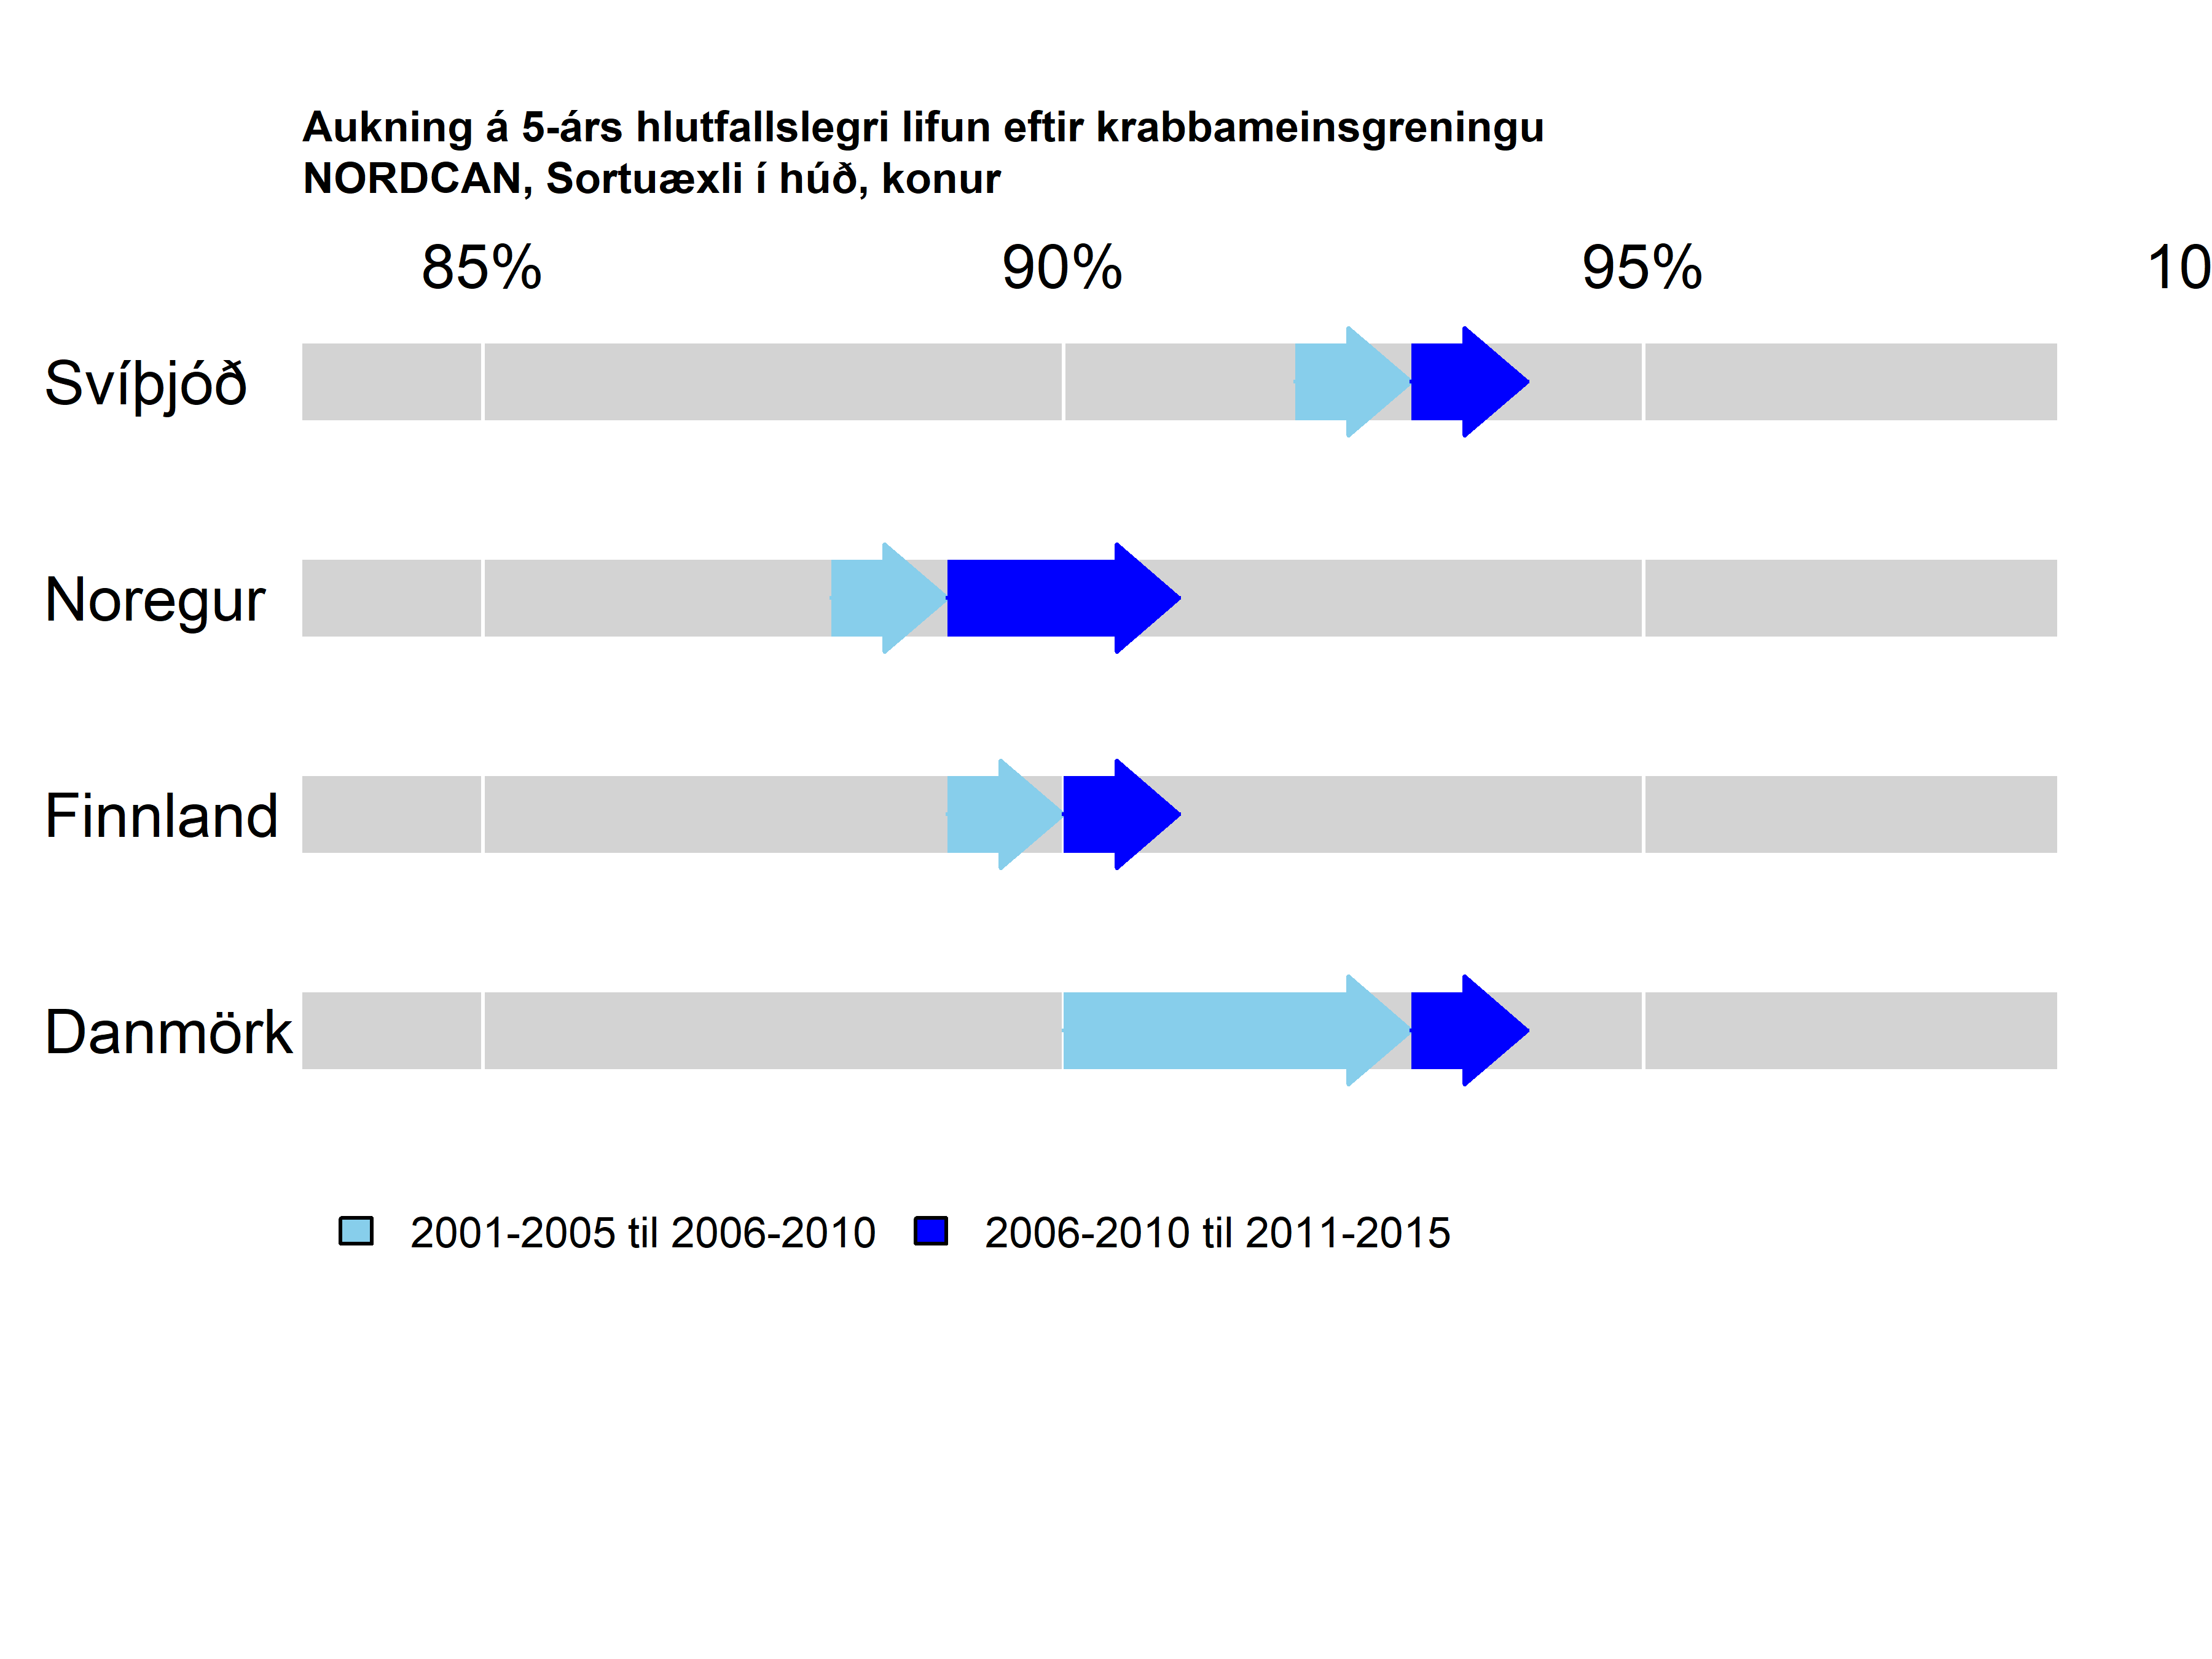 Aukning á 5-árs hlutfallslegri lifun eftir krabbameinsgreningu
NORDCAN, Sortuæxli í húð, konur
85% 90% 95% 10
Svíþjóð
Noregur
Finnland
Danmörk
2001-2005 til 2006-2010 2006-2010 til 2011-2015